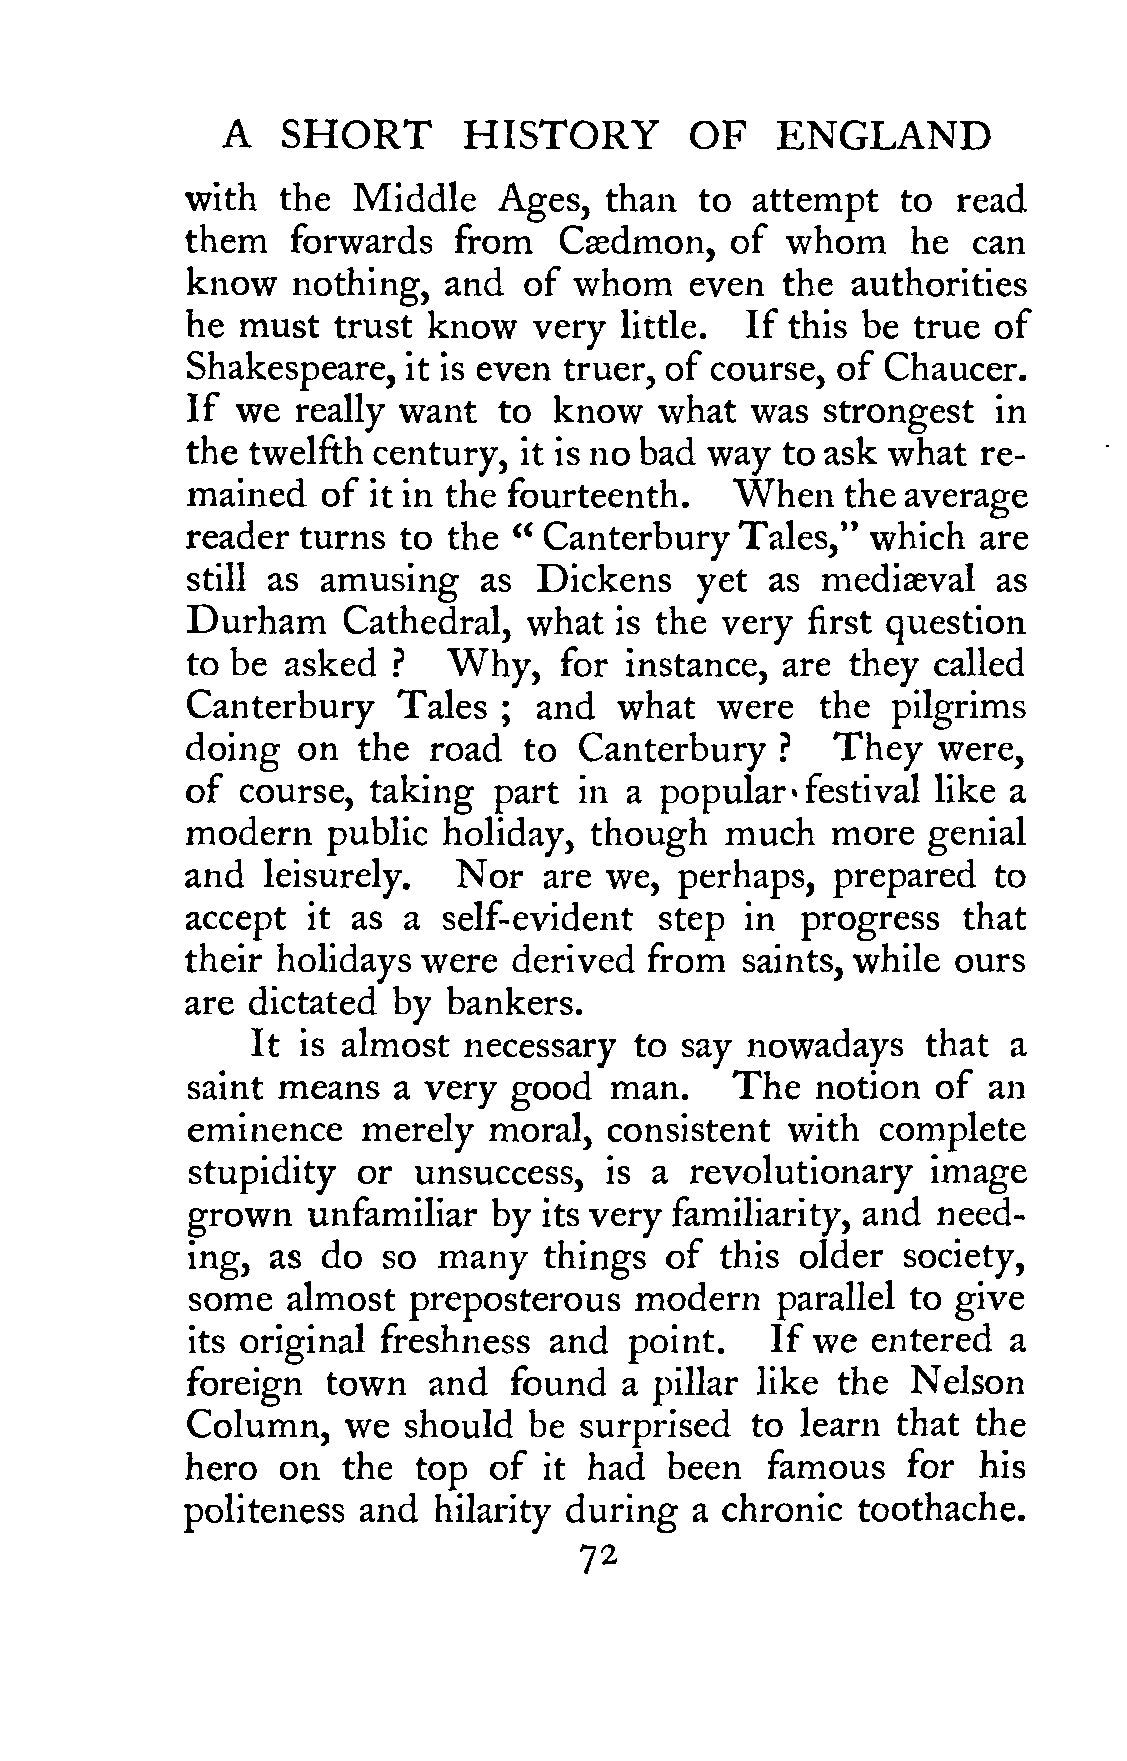 A SHORT HISTORY OF ENGLAND
with the Middle Ages, than to attempt to read
them forwards from Cædmon, of whom he can
know nothing, and of whom even the authorities
he must trust know very little. If this be true of
Shakespeare, it is even truer, of course, of Chaucer.
If we really want to know what was strongest in
the twelfth century, it is no bad way to ask what re-
mained of it in the fourteenth. When the average
reader turns to the “ Canterbury Tales,” which are
still as amusing as Dickens yet as mediæval as
Durham Cathedral, what is the very first question
to be asked ? Why, for instance, are they called
Canterbury Tales ; and what were the pilgrims
doing on the road to Canterbury ? They were,
of course, taking part in a popular festival like a
modern public holiday, though much more genial
and leisurely. Nor are we, perhaps, prepared to
accept it as a self-evident step in progress that
their holidays were derived from saints, while ours
are dictated by bankers.
It is almost necessary to say nowadays that a
saint means a very good man. The notion of an
eminence merely moral, consistent with complete
stupidity or unsuccess, is a revolutionary image
grown unfamiliar by its very familiarity, and need-
ing, as do so many things of this older society,
some almost preposterous modern parallel to give
its original freshness and point. If we entered a
foreign town and found a pillar like the Nelson
Column, we should be surprised to learn that the
hero on the top of it had been famous for his
politeness and hilarity during a chronic toothache.
72